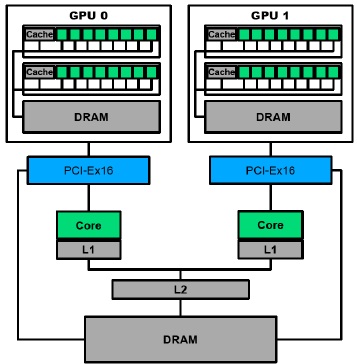 GPU 0
GPU 1
Cache
Cache
Cache
Cache
DRAM
DRAM
PCI-Ex16
PCI-Ex16
Core
Core
L1
L1
L2
DRAM